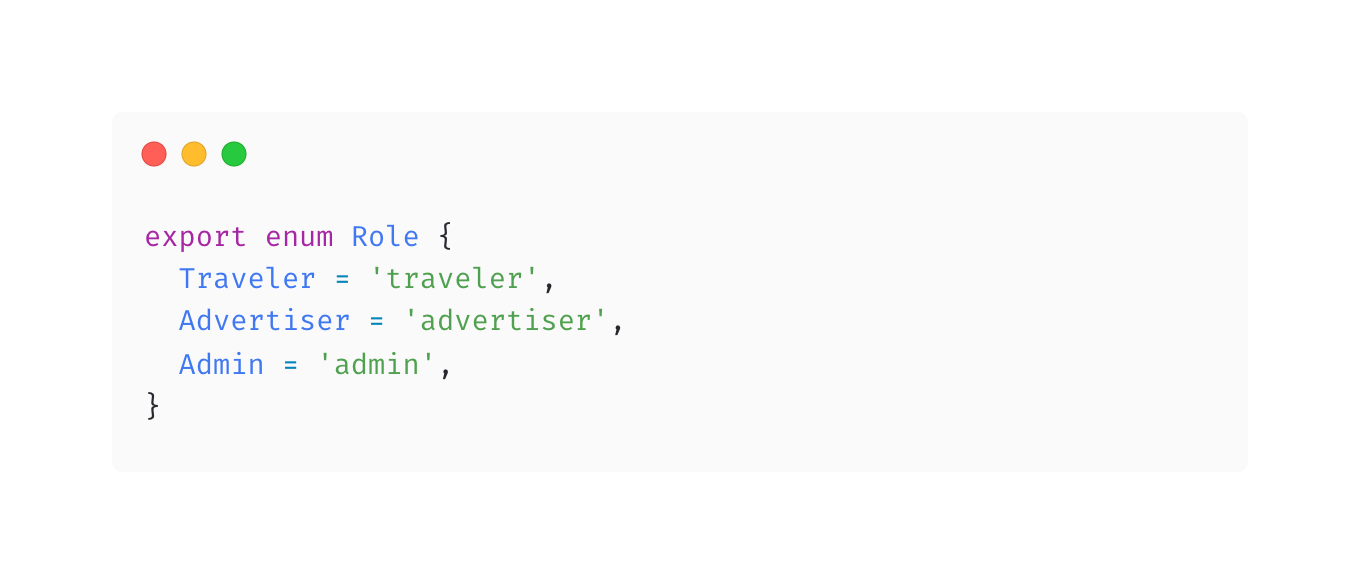 export enum Role {
  Traveler = 'traveler',
  Advertiser = 'advertiser',
  Admin = 'admin',
}